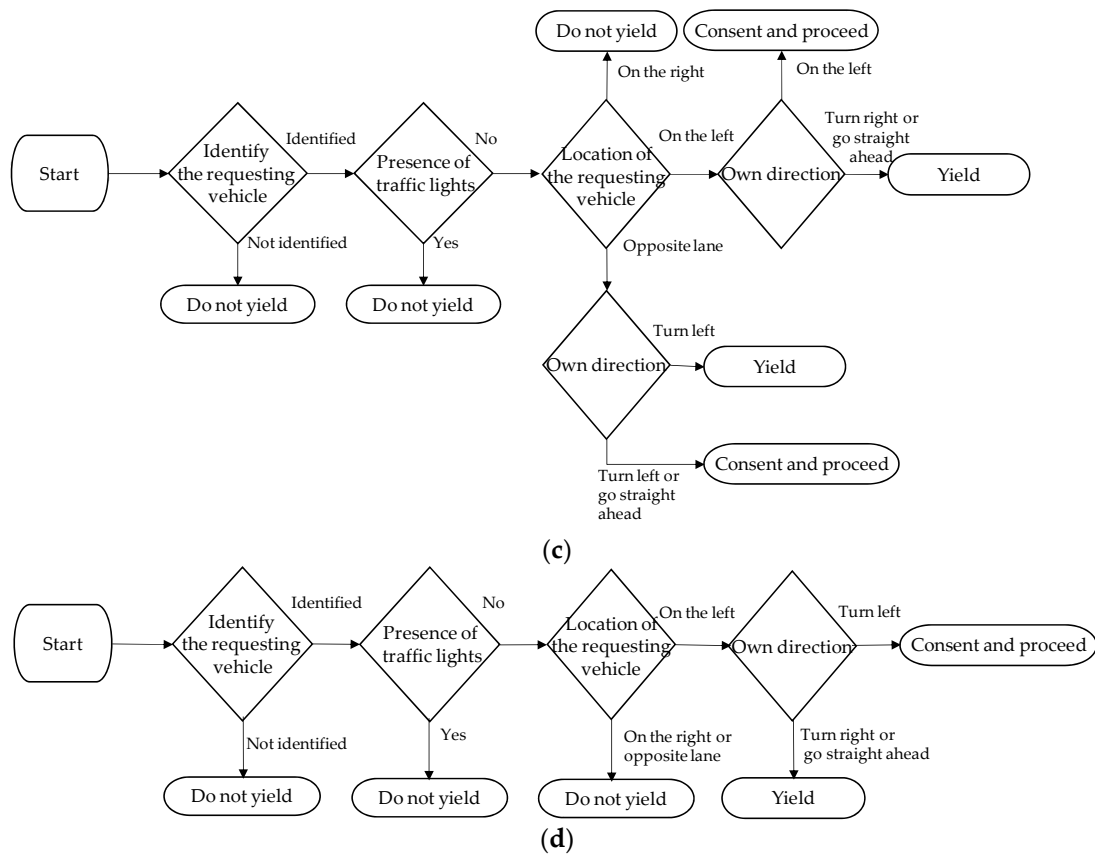 Do not yield
Consent and proceed
On the right
On the left
Start
Identify
the requesting
vehicle
Identified
Not identified
Do not yield
Presence of
traffic lights
No
Yes
Do not yield
Location of
the requesting
vehicle
On the left
Opposite lane
Own direction
Turn right or
go straight
ahead
Yield
Own direction
Turn left
Yield
Turn left or
go straight
ahead
Consent and proceed
(c)
Start
Identify
the requesting
vehicle
Identified
Not identified
Do not yield
Presence of
traffic lights
No
Yes
Do not yield
Location of
the requesting
vehicle
On the left
On the right or
opposite lane
Do not yield
Own direction
Turn left
Consent and proceed
Turn right or
go straight ahead
Yield
(d)